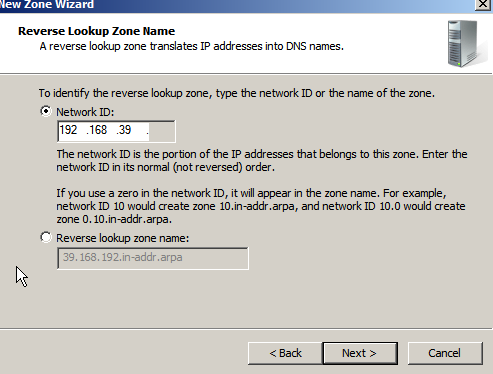 New Zone Wizard
Reverse Lookup Zone Name
A reverse lookup zone translates IP addresses into DNS names.
To identify the reverse lookup zone, type the network ID or the name of the zone.
Network ID:
192 .168 .39 .
The network ID is the portion of the IP addresses that belongs to this zone. Enter the
network ID in its normal (not reversed) order.
If you use a zero in the network ID, it will appear in the zone name. For example,
network ID 10 would create zone 10.in-addr.arpa, and network ID 10.0 would create
zone 0.10.in-addr.arpa.
Reverse lookup zone name:
39.168.192.in-addr.arpa
< Back
Next >
Cancel